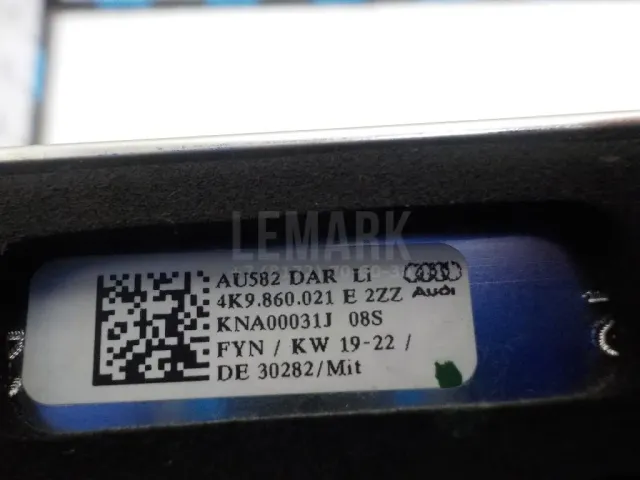 LEMARK
AU582 DAR Li
4K9.860.021 E 2ZZ Audi
KNA00031J 08S
FYN / KW 19-22 /
DE 30282/Mit